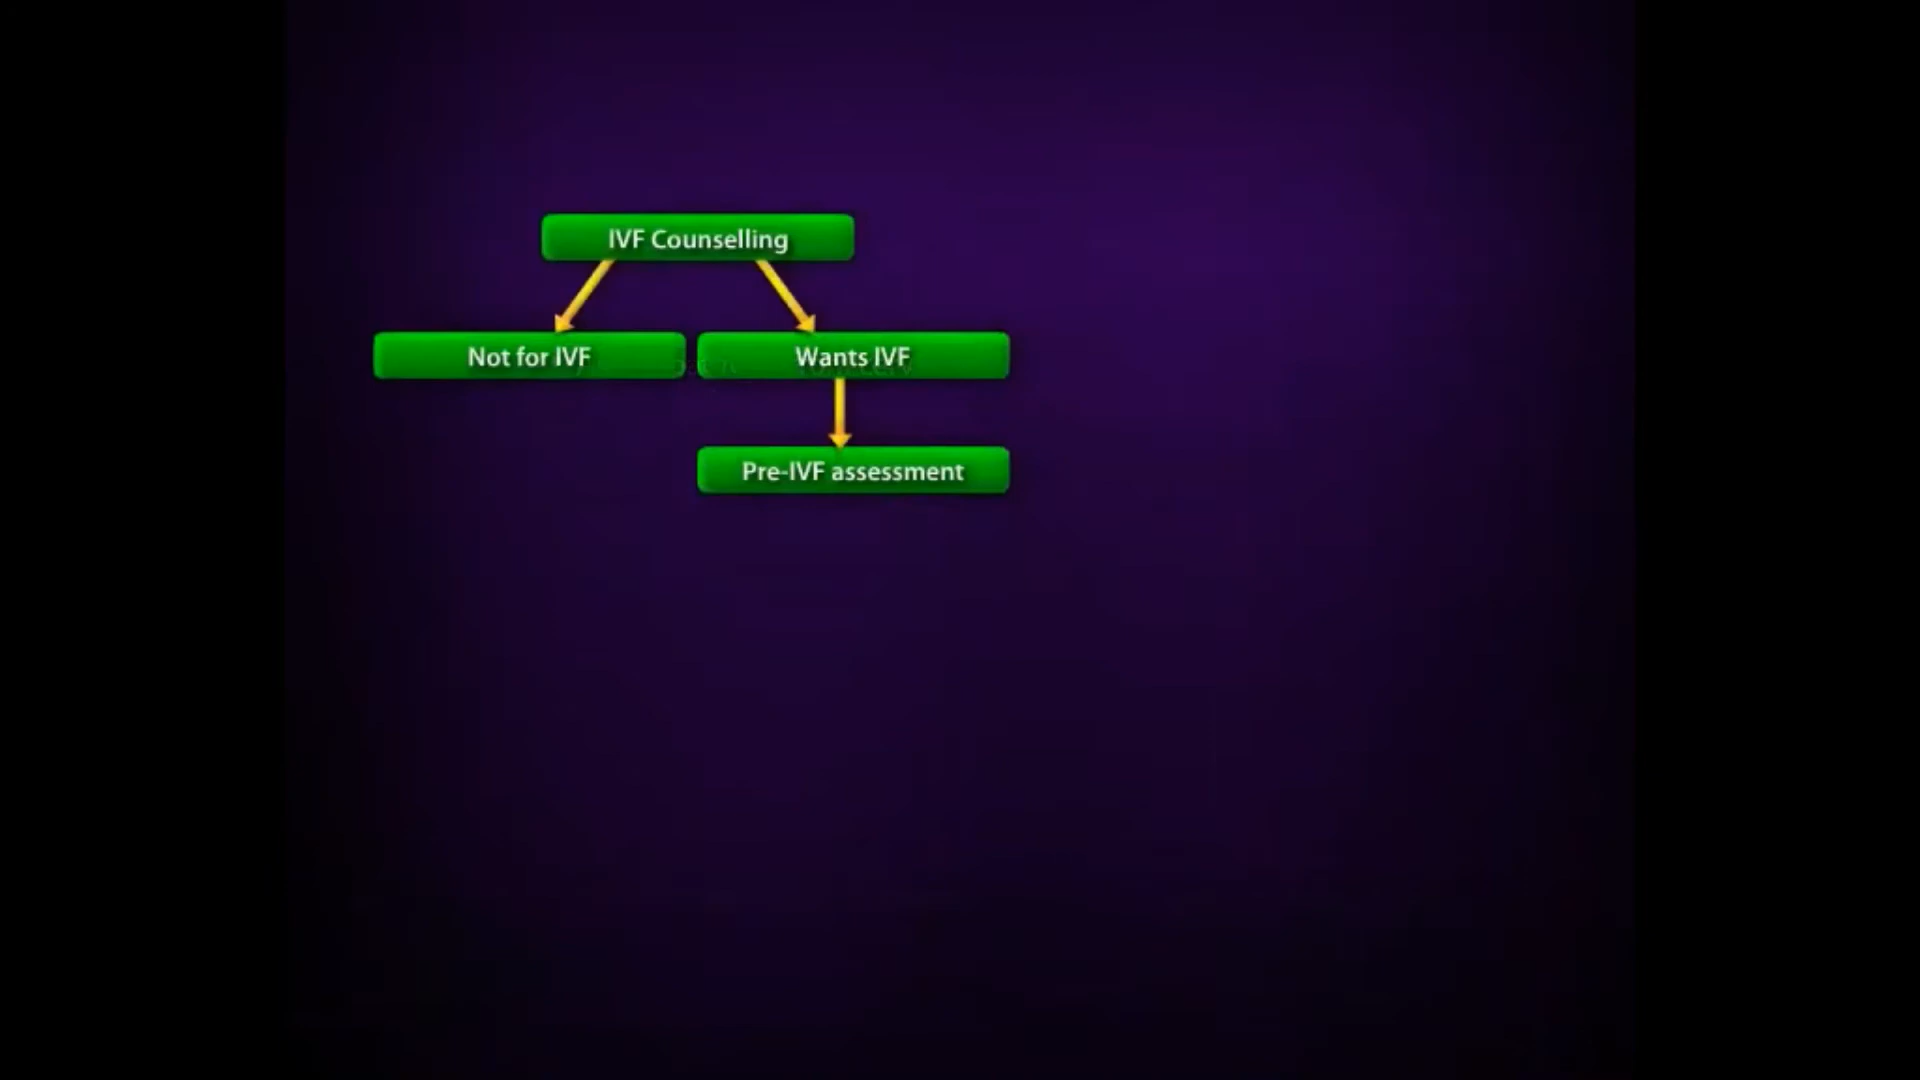 IVF Counselling
Not for IVF
Wants IVF
Pre-IVF assessment